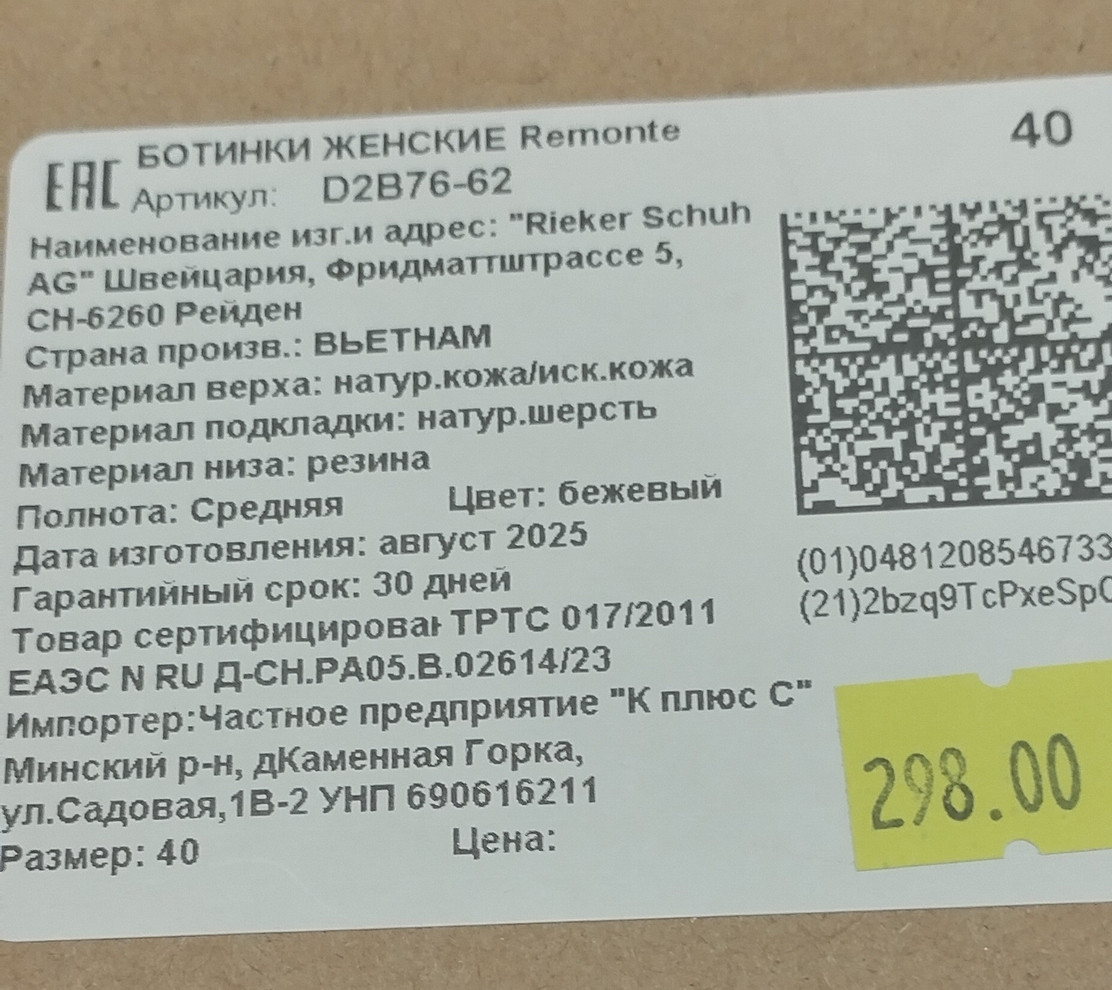 БОТИНКИ ЖЕНСКИЕ Remonte
40
EAC
Артикул: D2B76-62
Наименование изг.и адрес: "Rieker Schuh
AG" Швейцария, Фридматтштрассе 5,
CH-6260 Рейден
Страна произв.: ВЬЕТНАМ
Материал верха: натур.кожа/иск.кожа
Материал подкладки: натур.шерсть
Материал низа: резина
Полнота: Средняя Цвет: бежевый
Дата изготовления: август 2025
Гарантийный срок: 30 дней
Товар сертифицирован ТРТС 017/2011
ЕАЭС N RU Д-CH.РА05.В.02614/23
Импортер:Частное предприятие "К плюс С"
Минский р-н, дКаменная Горка,
ул.Садовая,1В-2 УНП 690616211
Размер: 40 Цена:
(01)0481208546733
(21)2bzq9TcPxeSp
298.00